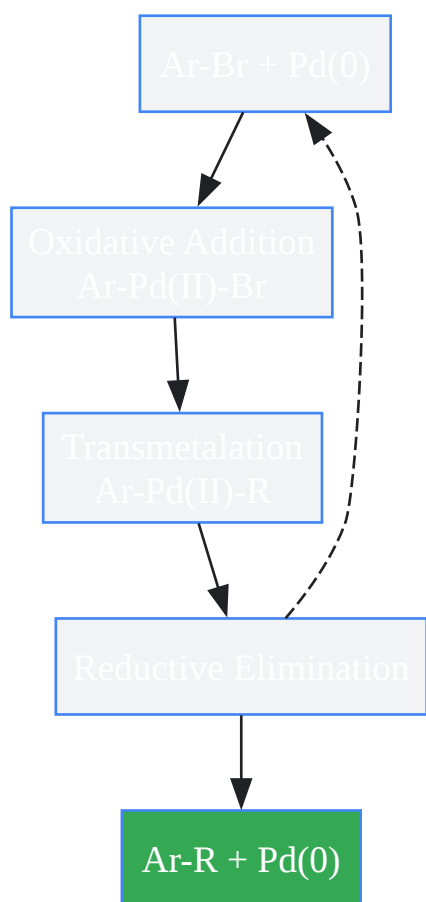 Ar-Br + Pd(0)
Oxidative Addition
Ar-Pd(II)-Br
Transmetalation
Ar-Pd(II)-R
Reductive Elimination
Ar-R + Pd(0)